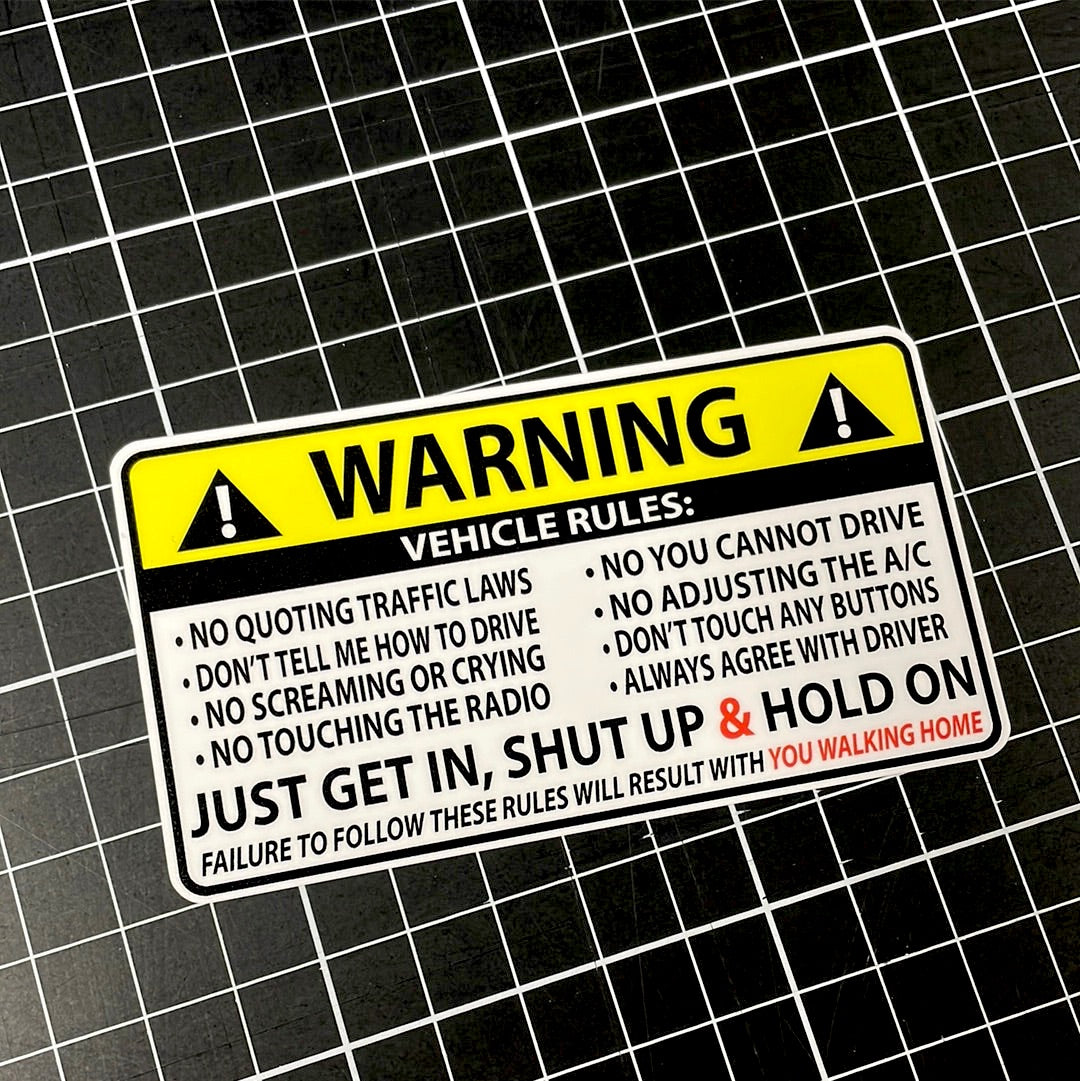 WARNING
VEHICLE RULES:
• NO QUOTING TRAFFIC LAWS
• DON'T TELL ME HOW TO DRIVE
• NO SCREAMING OR CRYING
• NO TOUCHING THE RADIO
• NO YOU CANNOT DRIVE
• NO ADJUSTING THE A/C
• DON'T TOUCH ANY BUTTONS
• ALWAYS AGREE WITH DRIVER
JUST GET IN, SHUT UP & HOLD ON
FAILURE TO FOLLOW THESE RULES WILL RESULT WITH YOU WALKING HOME